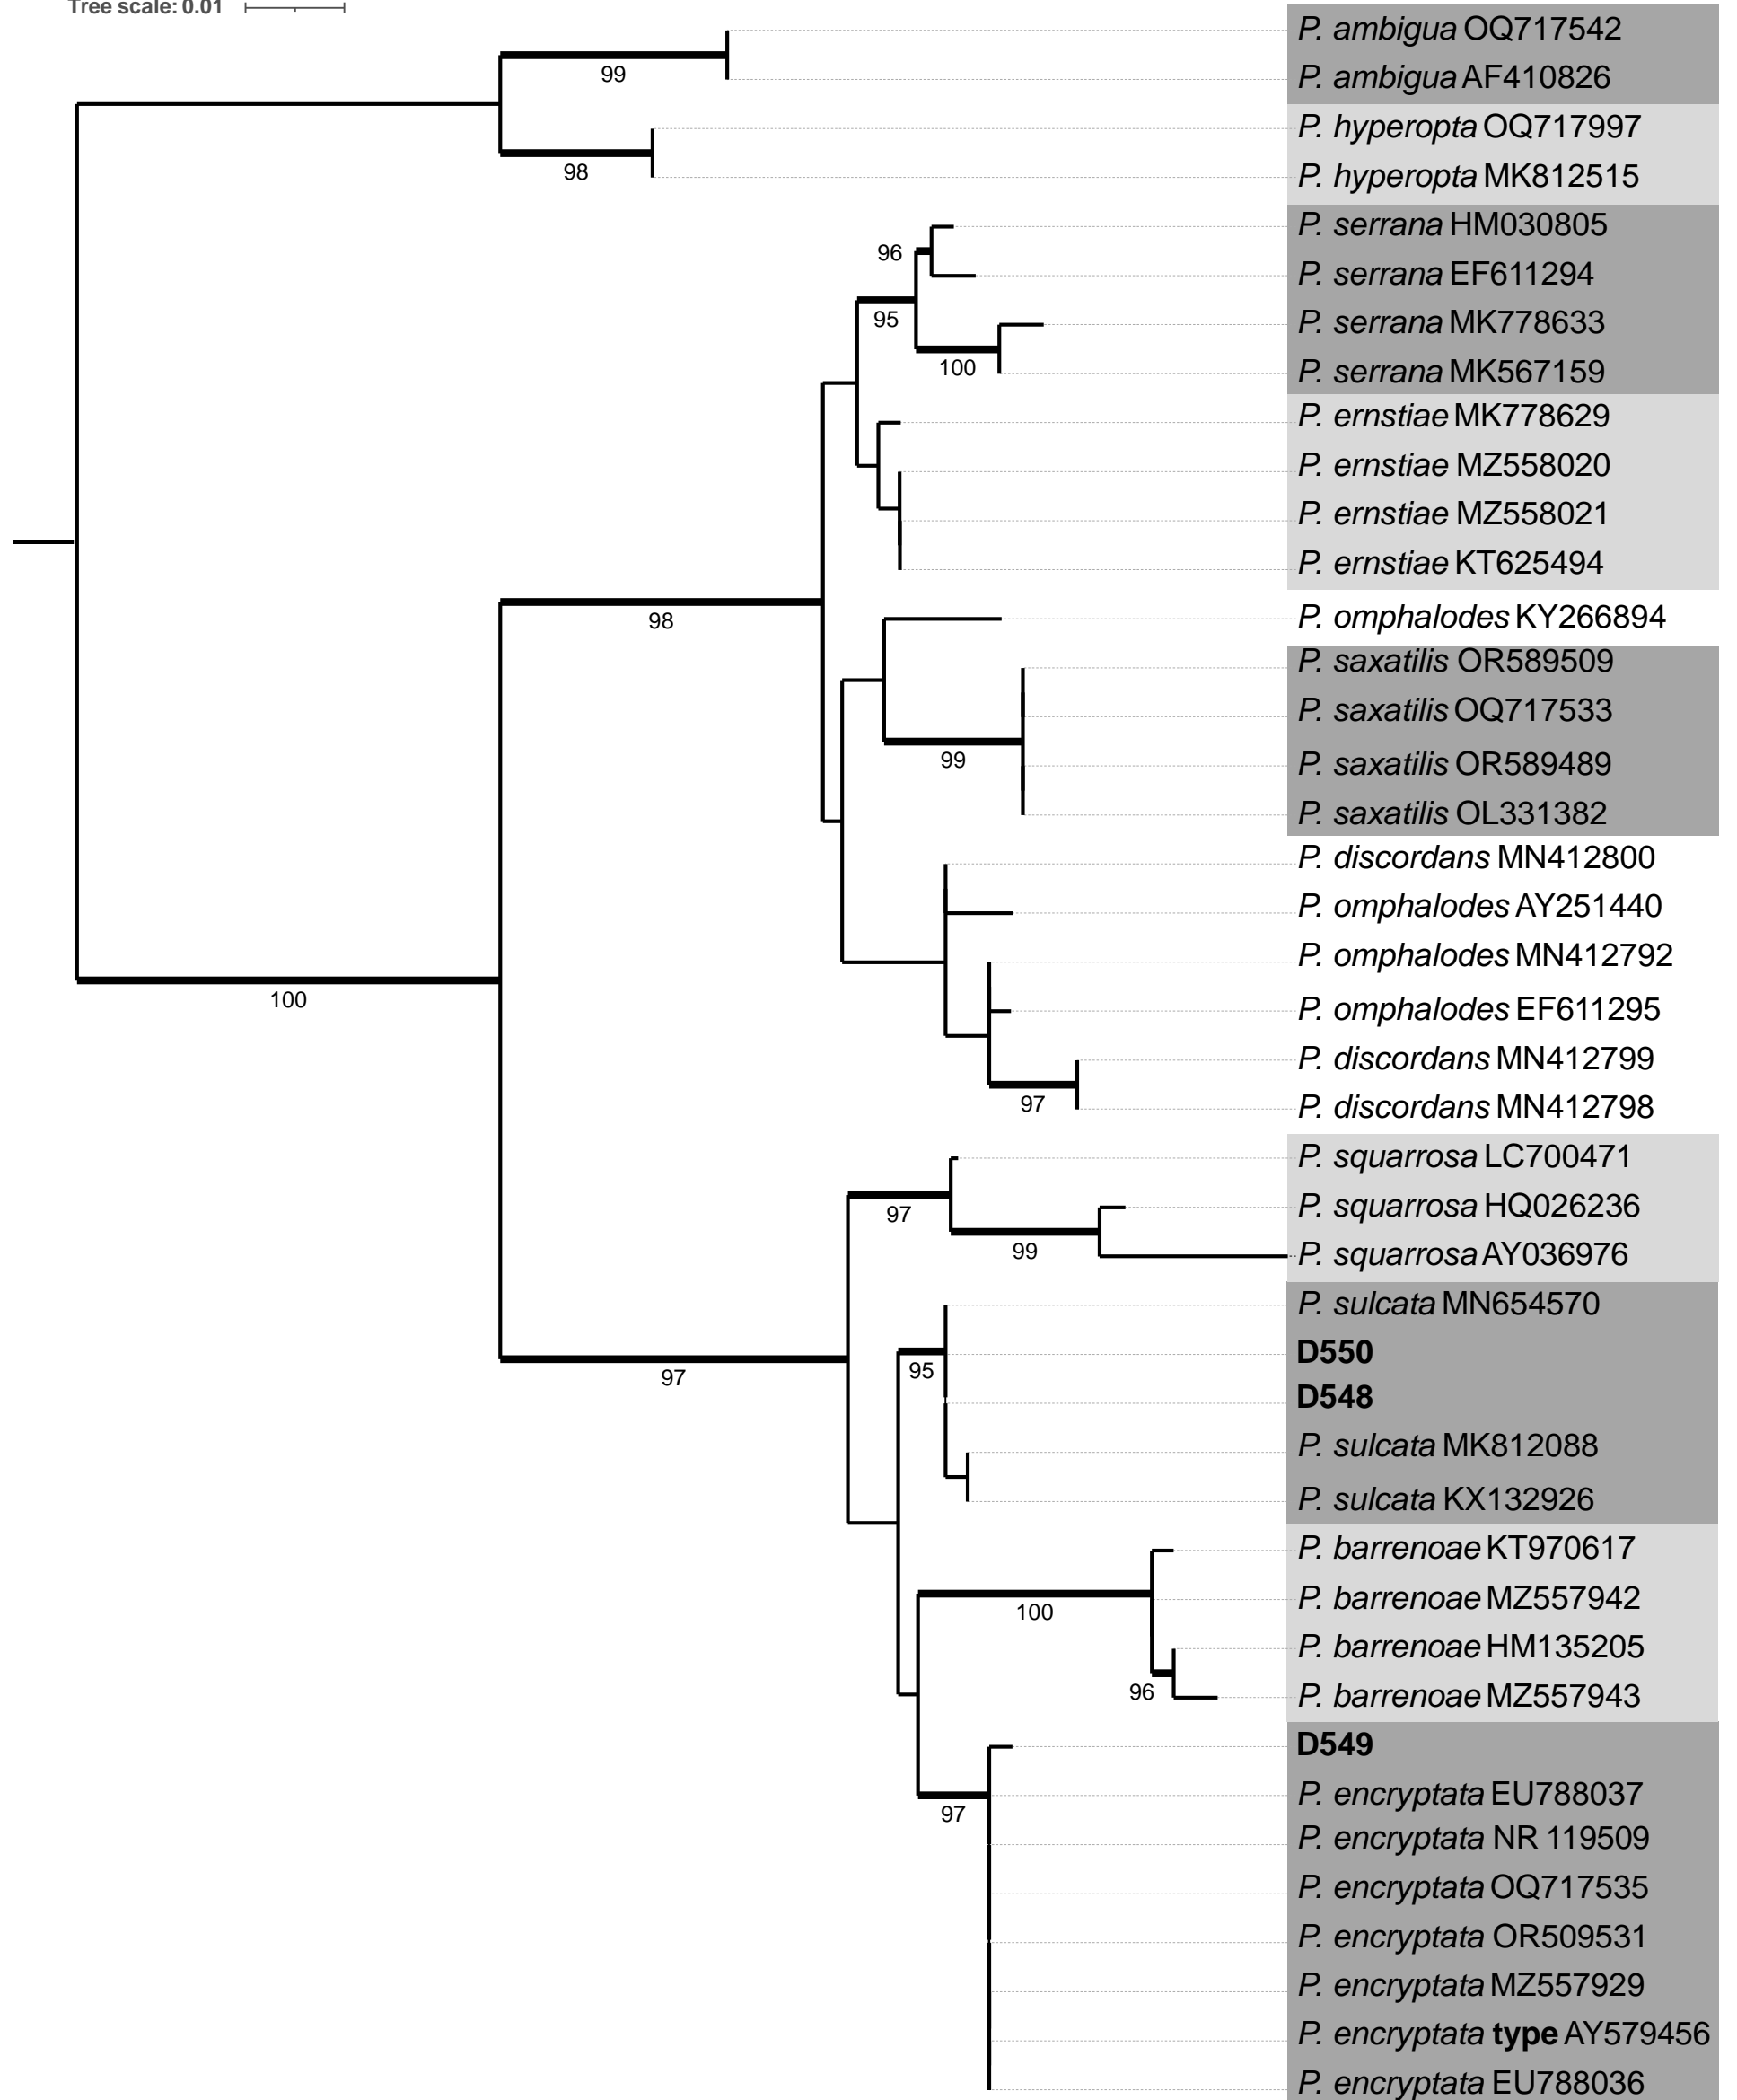 Tree scale: 0.01
P. ambigua OQ717542
99
P. ambigua AF410826
P. hyperopta OQ717997
98
P. hyperopta MK812515
P. serrana HM030805
96
P. serrana EF611294
95
P. serrana MK778633
100
P. serrana MK567159
P. ernstiae MK778629
P. ernstiae MZ558020
P. ernstiae MZ558021
P. ernstiae KT625494
98
P. omphalodes KY266894
P. saxatilis OR589509
P. saxatilis OQ717533
99
P. saxatilis OR589489
P. saxatilis OL331382
P. discordans MN412800
P. omphalodes AY251440
P. omphalodes MN412792
100
P. omphalodes EF611295
P. discordans MN412799
97
P. discordans MN412798
P. squarrosa LC700471
97
P. squarrosa HQ026236
99
P. squarrosa AY036976
P. sulcata MN654570
D550
95
97
D548
P. sulcata MK812088
P. sulcata KX132926
P. barrenoae KT970617
P. barrenoae MZ557942
100
P. barrenoae HM135205
96
P. barrenoae MZ557943
D549
P. encryptata EU788037
97
P. encryptata NR 119509
P. encryptata OQ717535
P. encryptata OR509531
P. encryptata MZ557929
P. encryptata type AY579456
P. encryptata EU788036